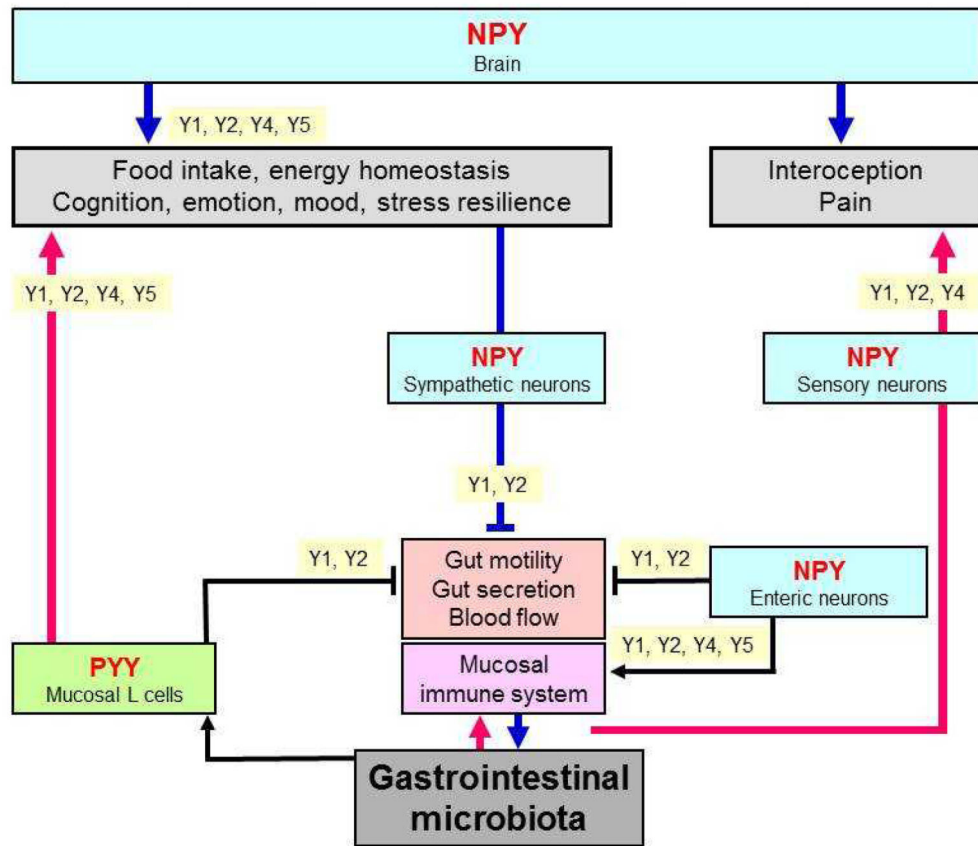 NPY
Brain
Y1, Y2, Y4, Y5
Food intake, energy homeostasis
Cognition, emotion, mood, stress resilience
Interoception
Pain
Y1, Y2, Y4, Y5
Y1, Y2, Y4
NPY
Sympathetic neurons
NPY
Sensory neurons
Y1, Y2
Y1, Y2
Gut motility
Gut secretion
Blood flow
Y1, Y2
NPY
Enteric neurons
Y1, Y2, Y4, Y5
PYY
Mucosal L cells
Mucosal
immune system
Gastrointestinal
microbiota